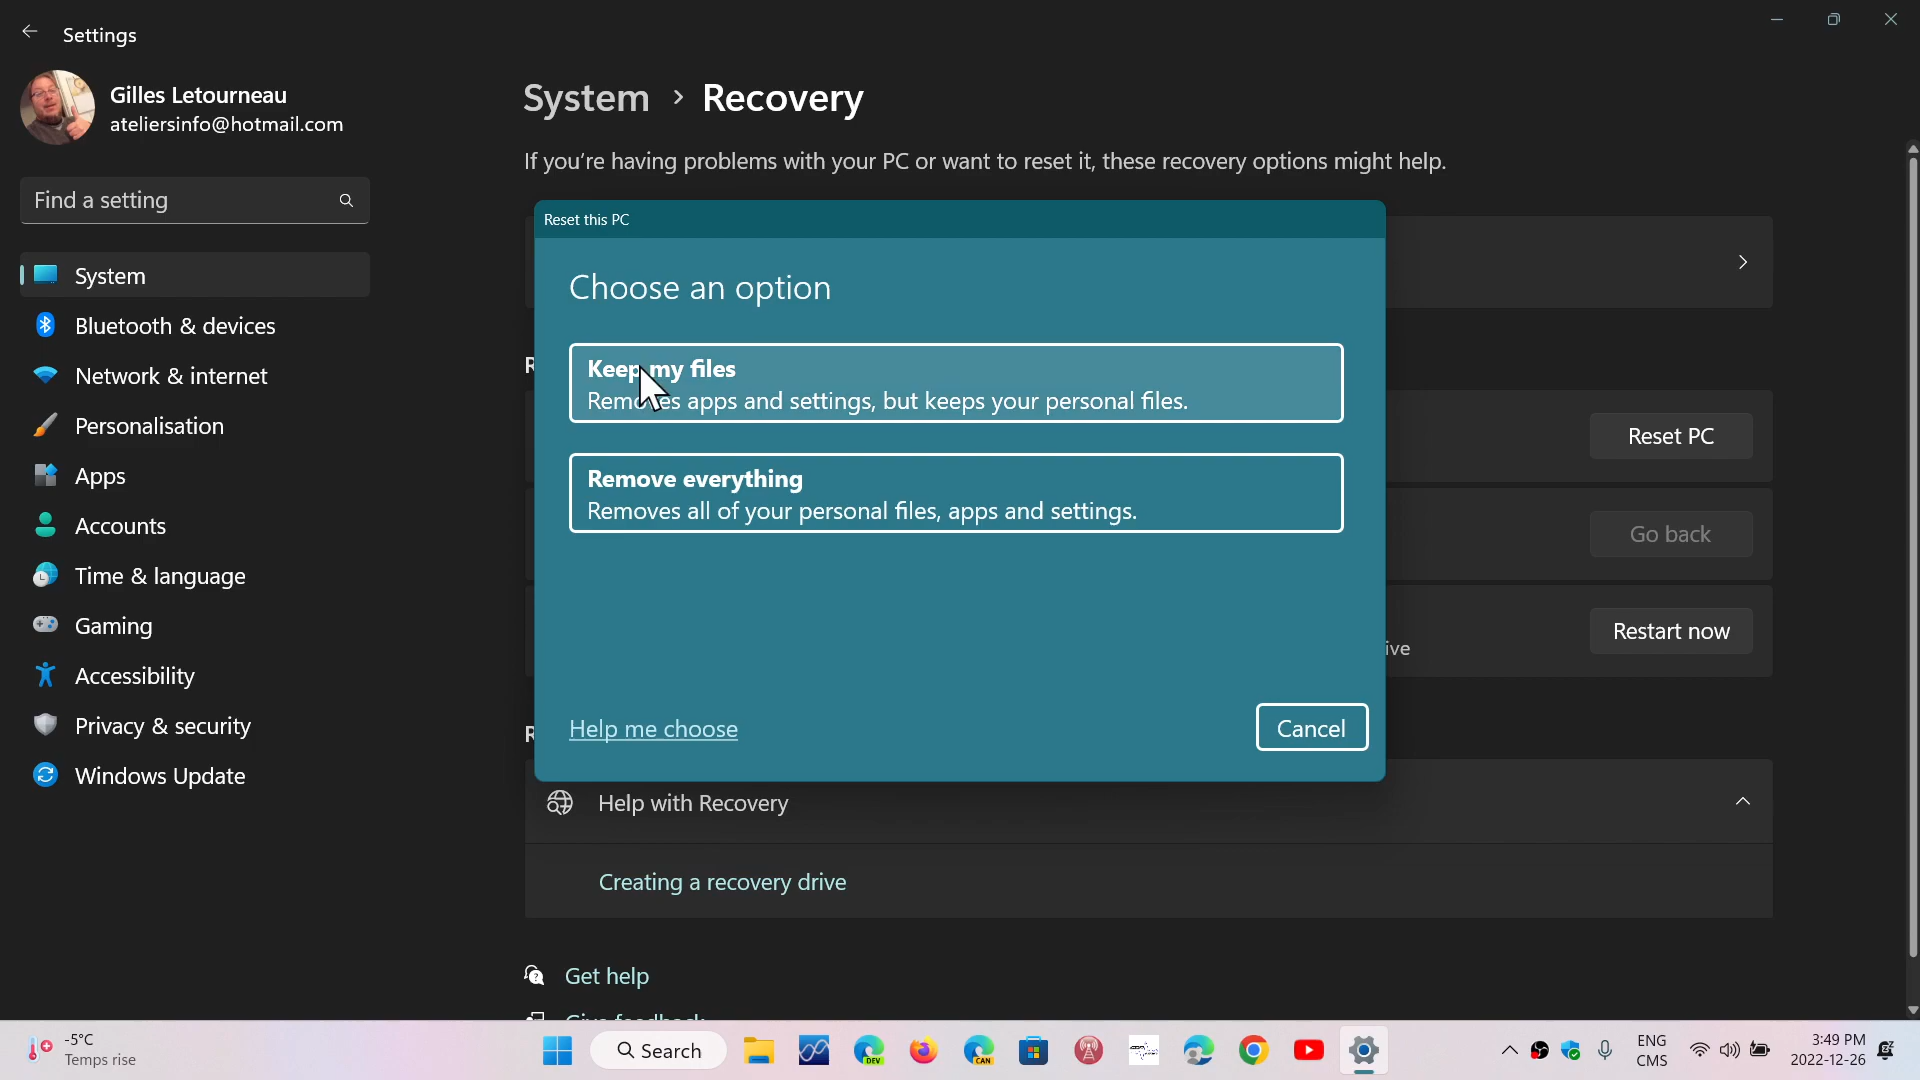 Settings
Gilles Letourneau
ateliersinfo@hotmail.com
Find a setting
System
Bluetooth & devices
Network & internet
Personalisation
Apps
Accounts
Time & language
Gaming
Accessibility
Privacy & security
Windows Update
System > Recovery
If you're having problems with your PC or want to reset it, these recovery options might help.
Reset this PC
Choose an option
Keep my files
Removes apps and settings, but keeps your personal files.
Remove everything
Removes all of your personal files, apps and settings.
Help me choose
Cancel
Reset PC
Go back
ive
Restart now
Help with Recovery
Creating a recovery drive
Get help
-5°C
Temps rise
Search
DEV
CAN
ENG
CMS
3:49 PM
2022-12-26